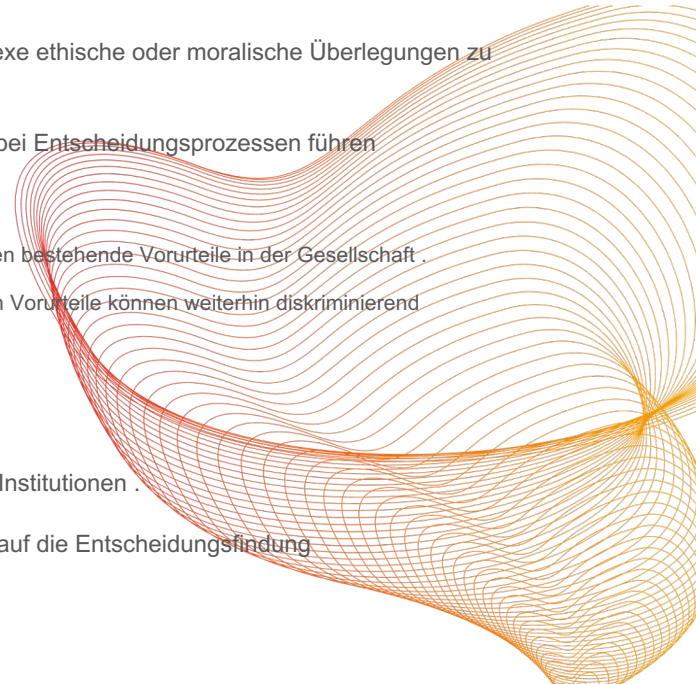 exe ethische oder moralische Überlegungen zu
bei Entscheidungsprozessen führen
en bestehende Vorurteile in der Gesellschaft .
n Vorurteile können weiterhin diskriminierend
Institutionen .
auf die Entscheidungsfindung